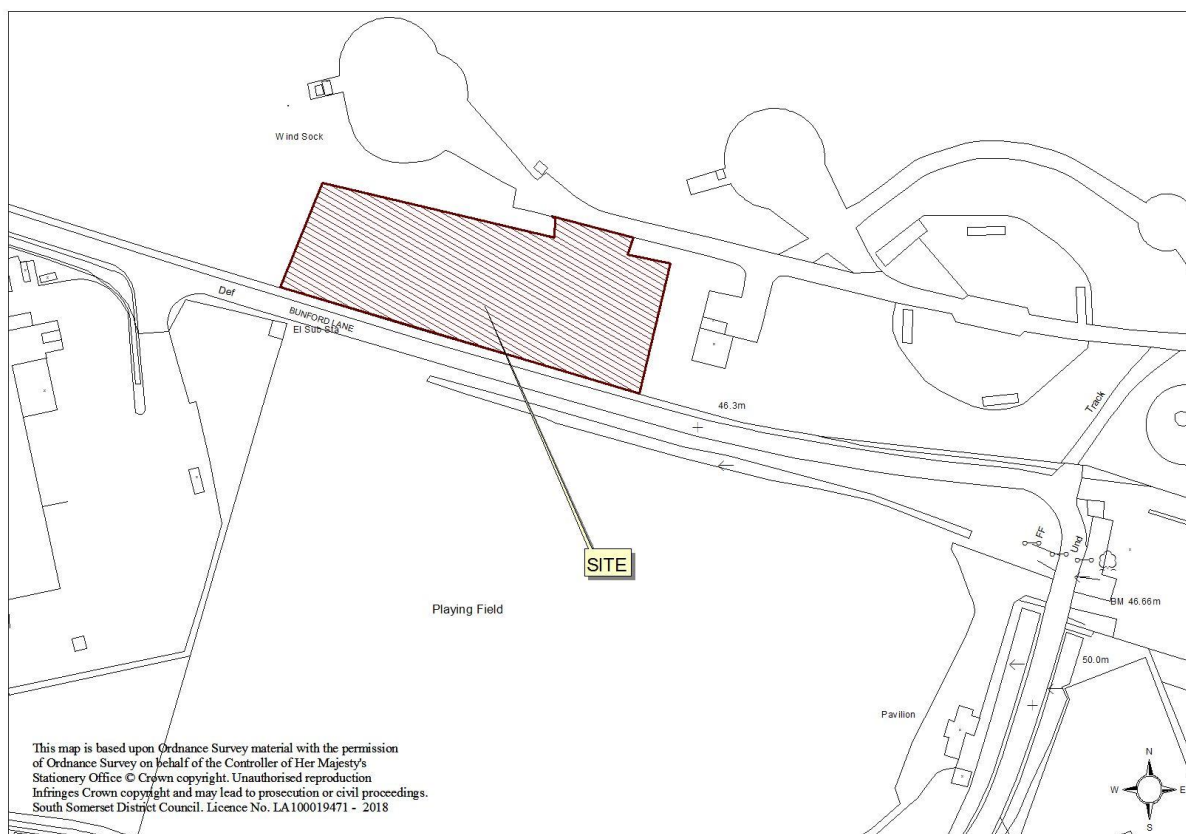 Wind Sock
Def
BUNFORD LANE
El Sub Sta
46.3m
Track
SITE
FF
Und
BM 46.66m
Playing Field
50.0m
Pavilion
This map is based upon Ordnance Survey material with the permission
of Ordnance Survey on behalf of the Controller of Her Majesty's
Stationery Office © Crown copyright. Unauthorised reproduction
Infringes Crown copyright and may lead to prosecution or civil proceedings.
South Somerset District Council. Licence No. LA100019471 - 2018
N
W E
S